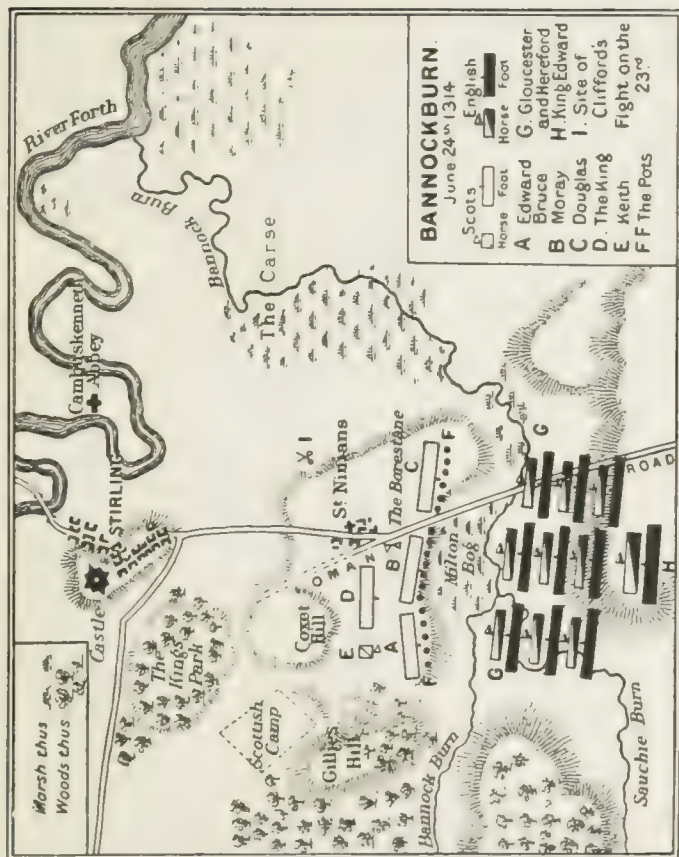 Marsh thus
Woods thus
Castle
STIRLING
Cambuskenneth
Abbey
River Forth
Bannock Burn
The Carse
The
Kings
Park
Coxet
Hill
Scottish
Camp
Gillies
Hill
St Ninians
I
The Borestone
OMAN
ROAD
E
D
A
B
C
F
F
Milton
Bog
Bannock Burn
Sauchie Burn
G
G
H
BANNOCKBURN.
June 24th 1314
Scots English
Horse Foot Horse Foot
A Edward
Bruce
B Moray
C Douglas
D. The King
E Keith
F F The Pots
G. Gloucester
and Hereford
H. King Edward
I. Site of
Clifford's
Fight on the
23rd